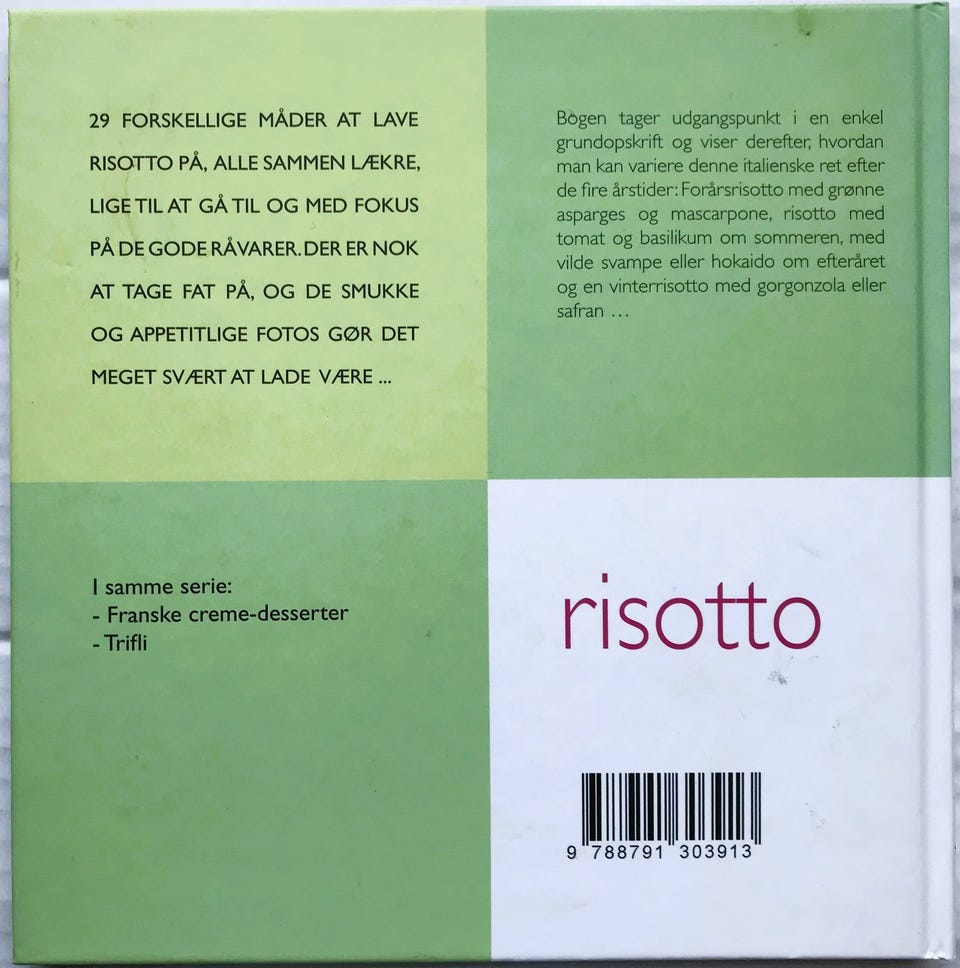 29 FORSKELLIGE MÅDER AT LAVE
RISOTTO PÅ, ALLE SAMMEN LÆKRE,
LIGE TIL AT GÅ TIL OG MED FOKUS
PÅ DE GODE RÅVARER. DER ER NOK
AT TAGE FAT PÅ, OG DE SMUKKE
OG APPETITLIGE FOTOS GØR DET
MEGET SVÆRT AT LADE VÆRE ...
Bogen tager udgangspunkt i en enkel
grundopskrift og viser derefter, hvordan
man kan variere denne italienske ret efter
de fire årstider: Forårsrisotto med grønne
asparges og mascarpone, risotto med
tomat og basilikum om sommeren, med
vilde svampe eller hokaido om efteråret
og en vinterrisotto med gorgonzola eller
safran ...
I samme serie:
- Franske creme-desserter
- Trifli
risotto
9 788791 303913